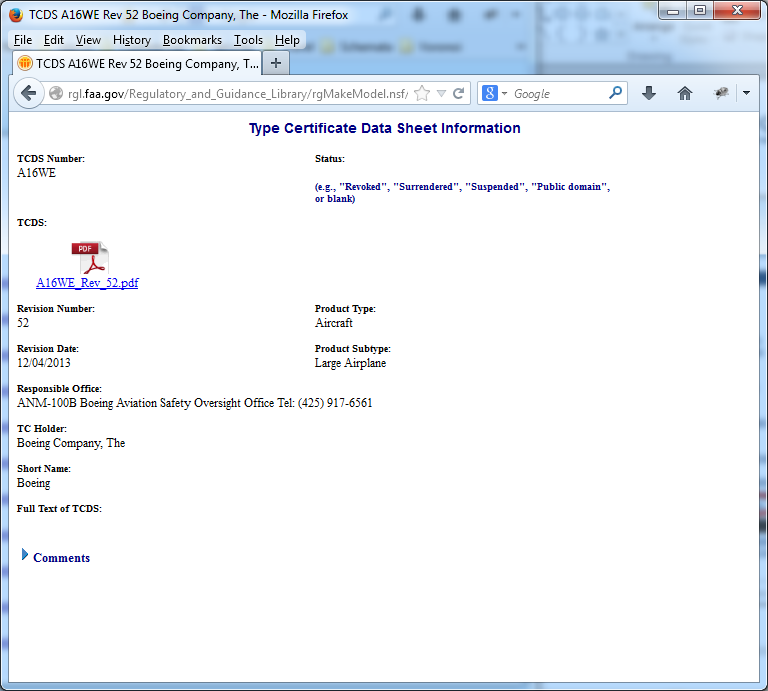 TCDS A16WE Rev 52 Boeing Company, The - Mozilla Firefox
File Edit View History Bookmarks Tools Help
TCDS A16WE Rev 52 Boeing Company, T... +
rgl.faa.gov/Regulatory_and_Guidance_Library/rgMakeModel.nsf/ 8 Google
Type Certificate Data Sheet Information
TCDS Number: Status:
A16WE
(e.g., "Revoked", "Surrendered", "Suspended", "Public domain",
or blank)
TCDS:
PDF
A16WE_Rev_52.pdf
Revision Number: Product Type:
52 Aircraft
Revision Date: Product Subtype:
12/04/2013 Large Airplane
Responsible Office:
ANM-100B Boeing Aviation Safety Oversight Office Tel: (425) 917-6561
TC Holder:
Boeing Company, The
Short Name:
Boeing
Full Text of TCDS:
Comments